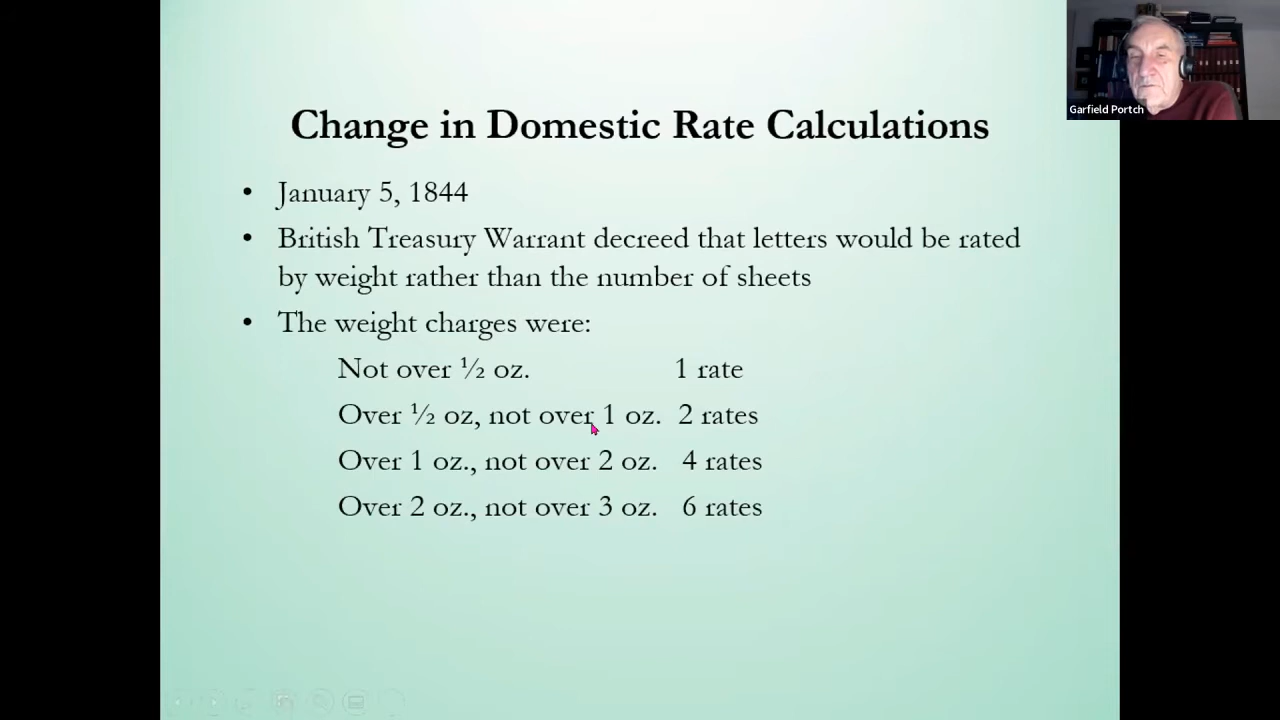 Garfield Portch
Change in Domestic Rate Calculations
• January 5, 1844
• British Treasury Warrant decreed that letters would be rated
by weight rather than the number of sheets
• The weight charges were:
Not over ½ oz. 1 rate
Over ½ oz, not over 1 oz. 2 rates
Over 1 oz., not over 2 oz. 4 rates
Over 2 oz., not over 3 oz. 6 rates